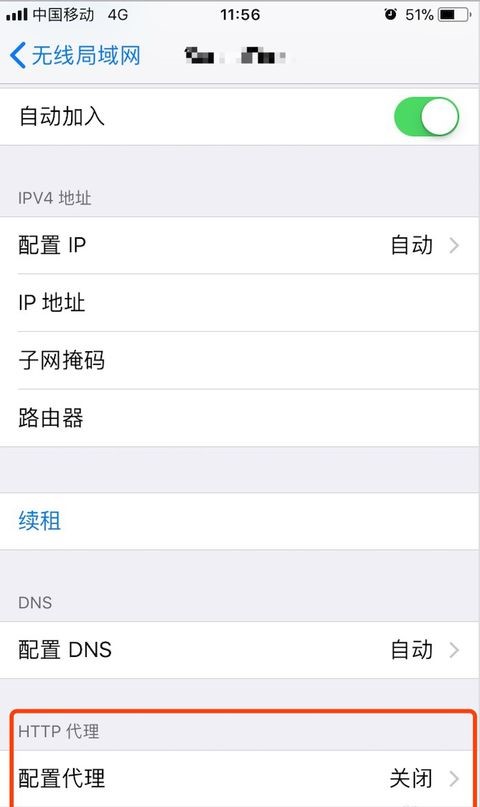 中国移动 4G 11:56 51%
无线局域网
自动加入
IPV4 地址
配置 IP 自动
IP 地址
子网掩码
路由器
续租
DNS
配置 DNS 自动
HTTP 代理
配置代理 关闭